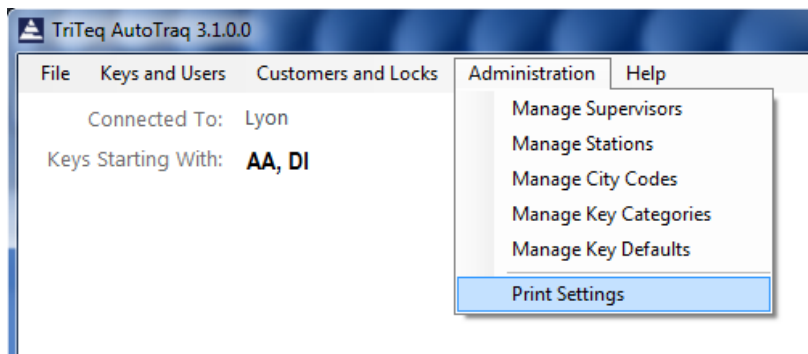 TriTeq AutoTraq 3.1.0.0
File Keys and Users Customers and Locks Administration Help
Connected To: Lyon
Keys Starting With: AA, DI
Manage Supervisors
Manage Stations
Manage City Codes
Manage Key Categories
Manage Key Defaults
Print Settings